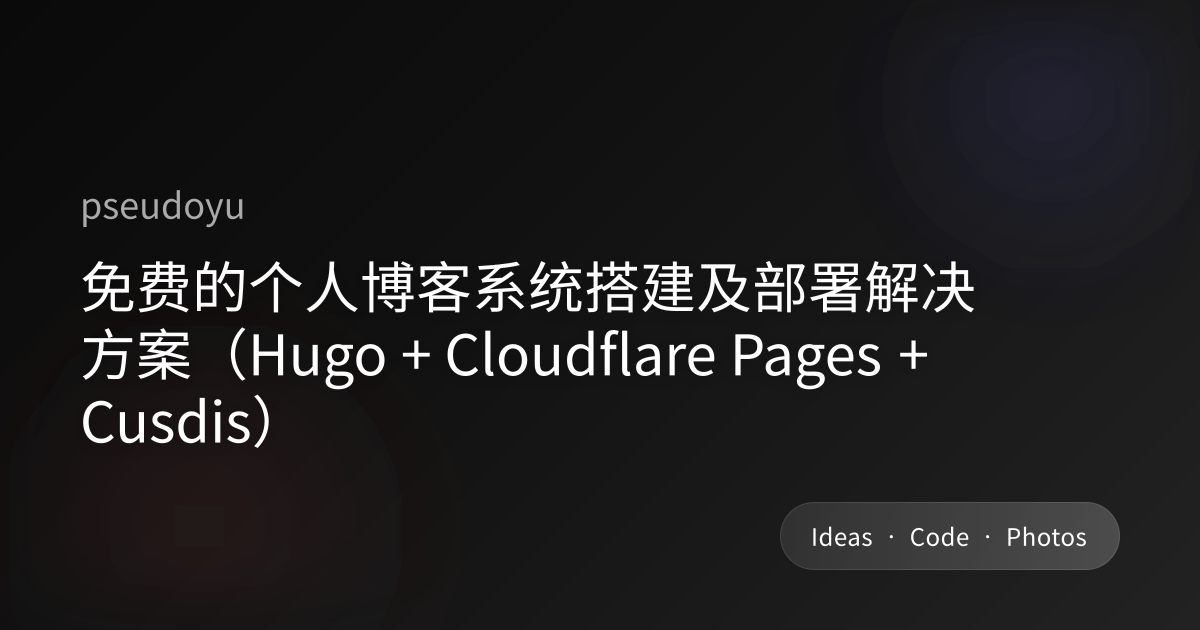 pseudoyu
免费的个人博客系统搭建及部署解决
方案（Hugo + Cloudflare Pages +
Cusdis）
Ideas · Code · Photos